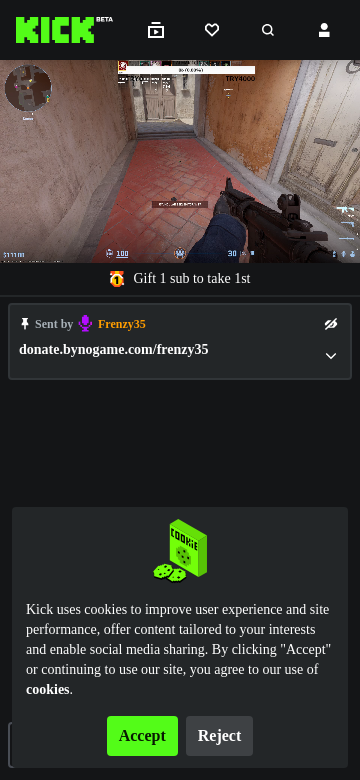 KICK BETA
TRY4000
100
30
1
Gift 1 sub to take 1st
Sent by Frenzy35
donate.bynogame.com/frenzy35
COOKIE
Kick uses cookies to improve user experience and site
performance, offer content tailored to your interests
and enable social media sharing. By clicking "Accept"
or continuing to use our site, you agree to our use of
cookies.
Accept
Reject